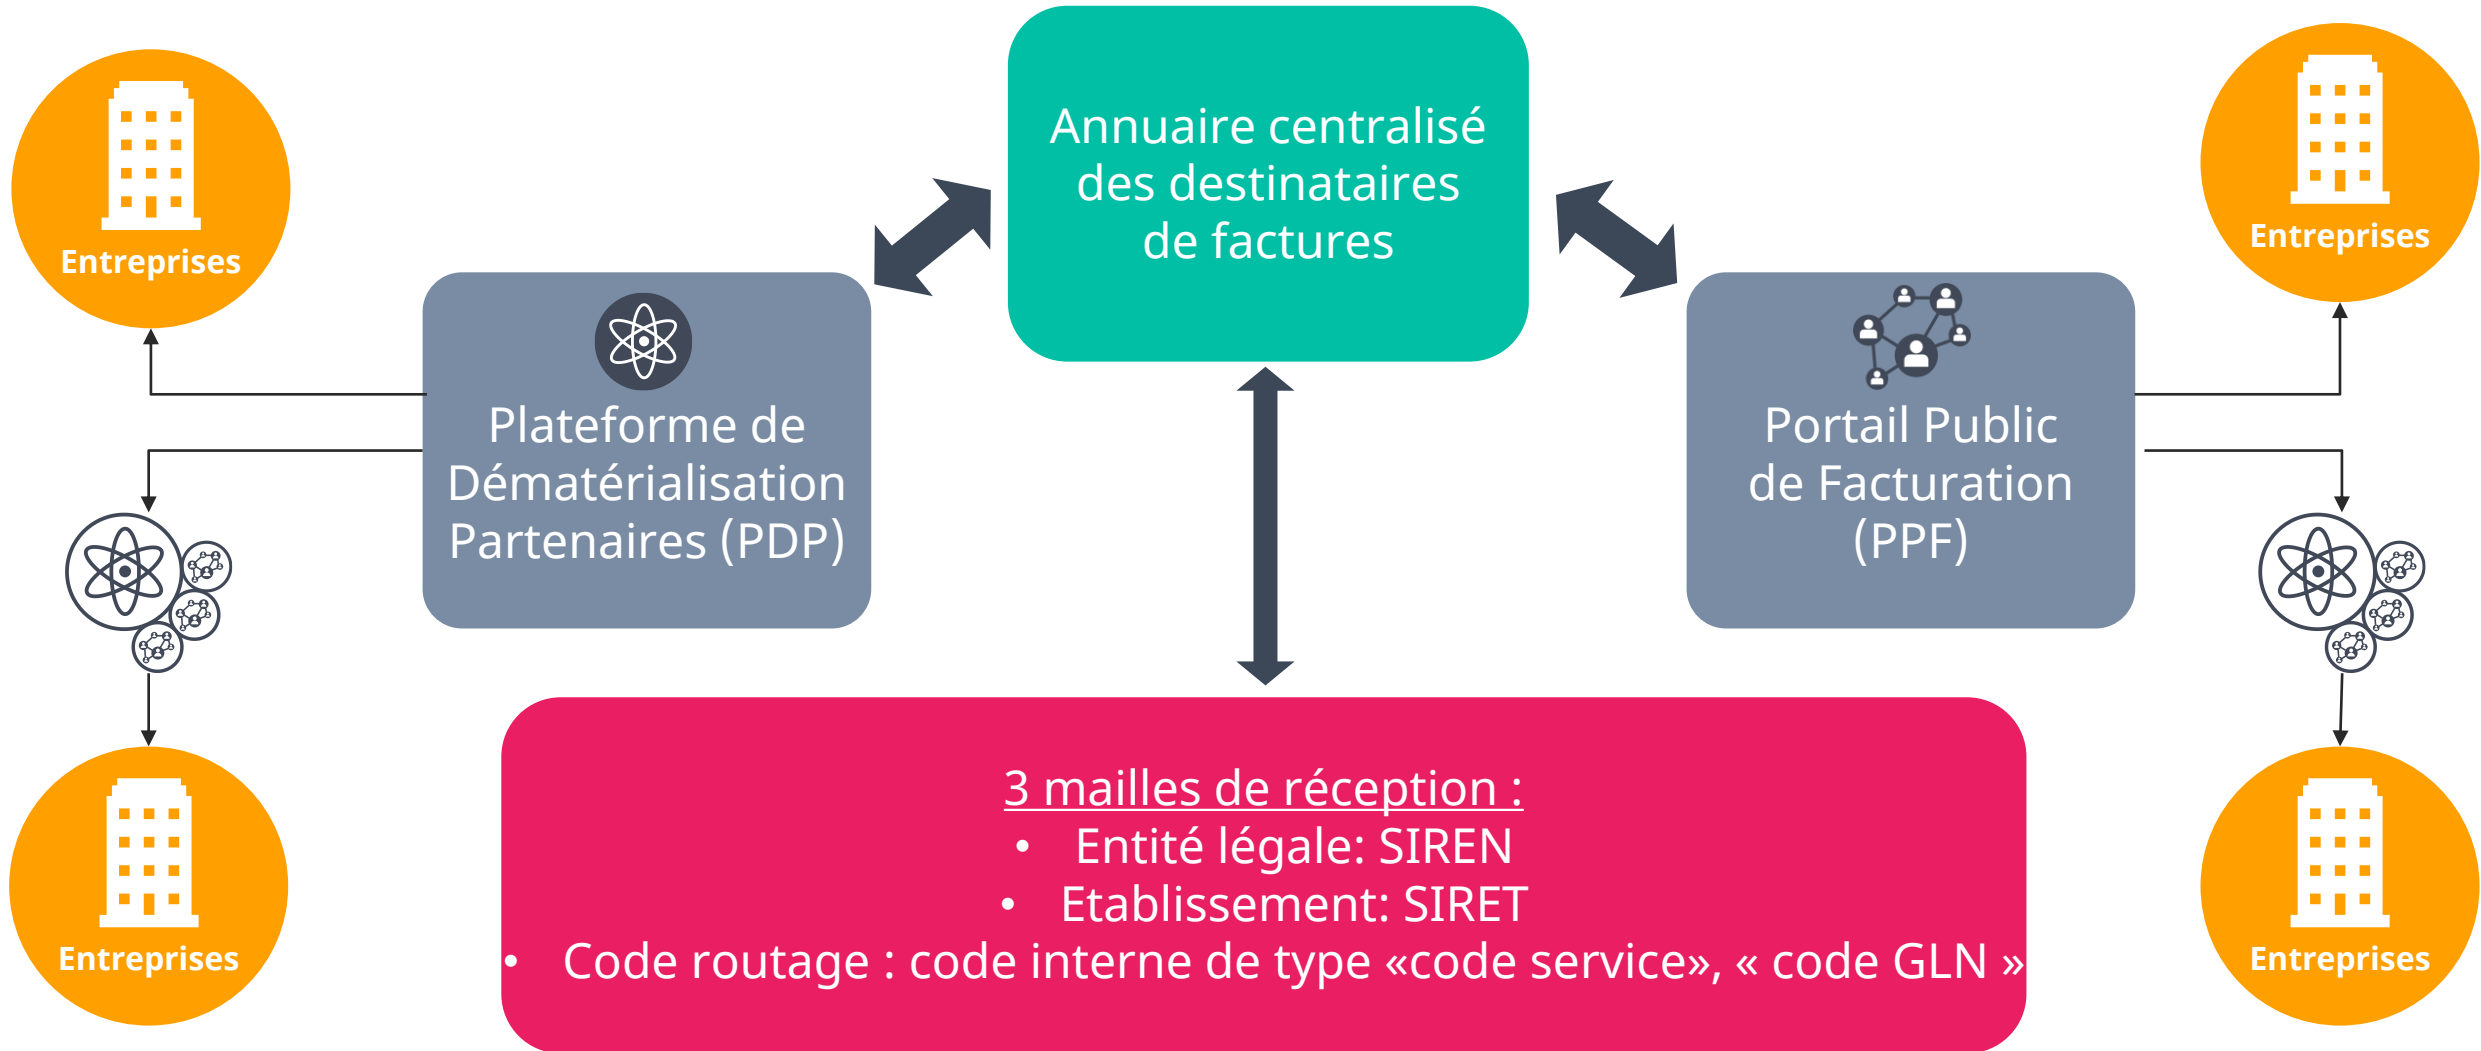 Annuaire centralisé
des destinataires
de factures
Entreprises
Entreprises
Plateforme de
Dématérialisation
Partenaires (PDP)
Portail Public
de Facturation
(PPF)
3 mailles de réception :
• Entité légale: SIREN
• Etablissement: SIRET
• Code routage : code interne de type «code service», « code GLN »
Entreprises
Entreprises